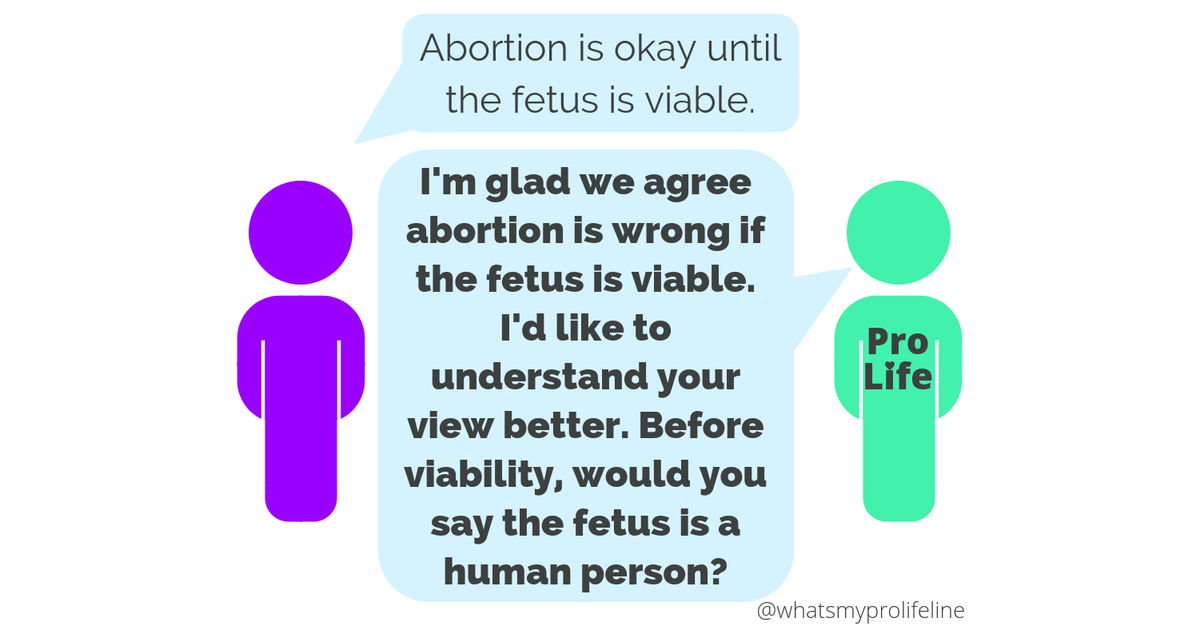 Abortion is okay until
the fetus is viable.
I'm glad we agree
abortion is wrong if
the fetus is viable.
I'd like to
understand your
view better. Before
viability, would you
say the fetus is a
human person?
Pro
Life
@whatsmyprolifeline